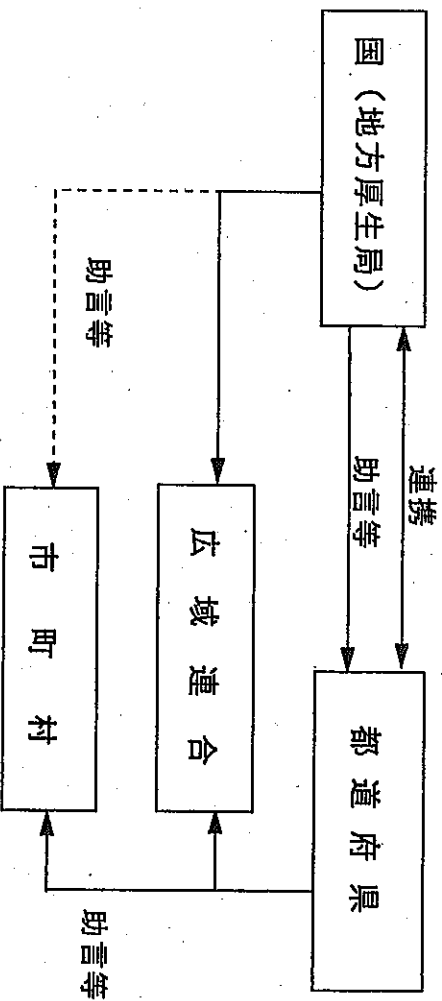 国（地方厚生局）
連携
助言等
都道府県
助言等
広域連合
市町村
助言等